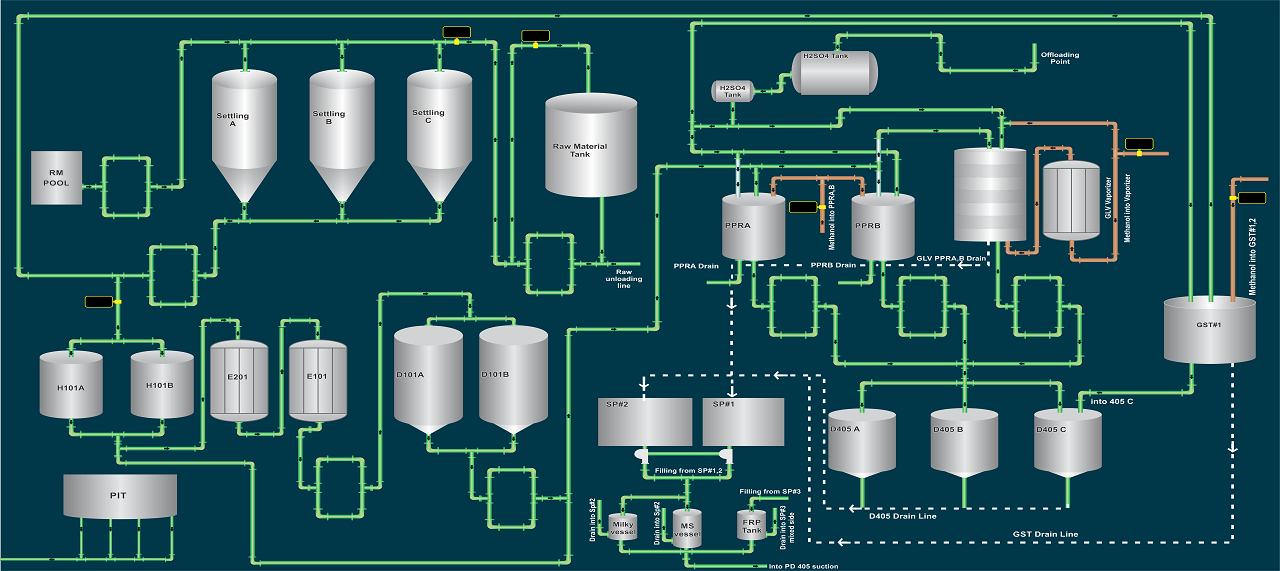 H2SO4 Tank
Offloading
Point
H2SO4
Tank
Settling
A
Settling
B
Settling
C
Raw Material
Tank
RM
POOL
PPRA
Methanol into PPRA,B
PPRB
GLV Vaporizer
Methanol into Vaporizer
Methanol into GST#1,2
PPRA Drain
PPRB Drain
GLV PPRA,B Drain
Raw
unloading
line
GST#1
H101A
H101B
E201
E101
D101A
D101B
into 405 C
SP#2
SP#1
D405 A
D405 B
D405 C
Filling from SP#1,2
PIT
Filling from SP#3
Drain into Sp#2
Milky
vessel
Drain into Sp#2
MS
vessel
FRP
Tank
Drain into SP#3
mixed side
D405 Drain Line
GST Drain Line
Into PD 405 suction